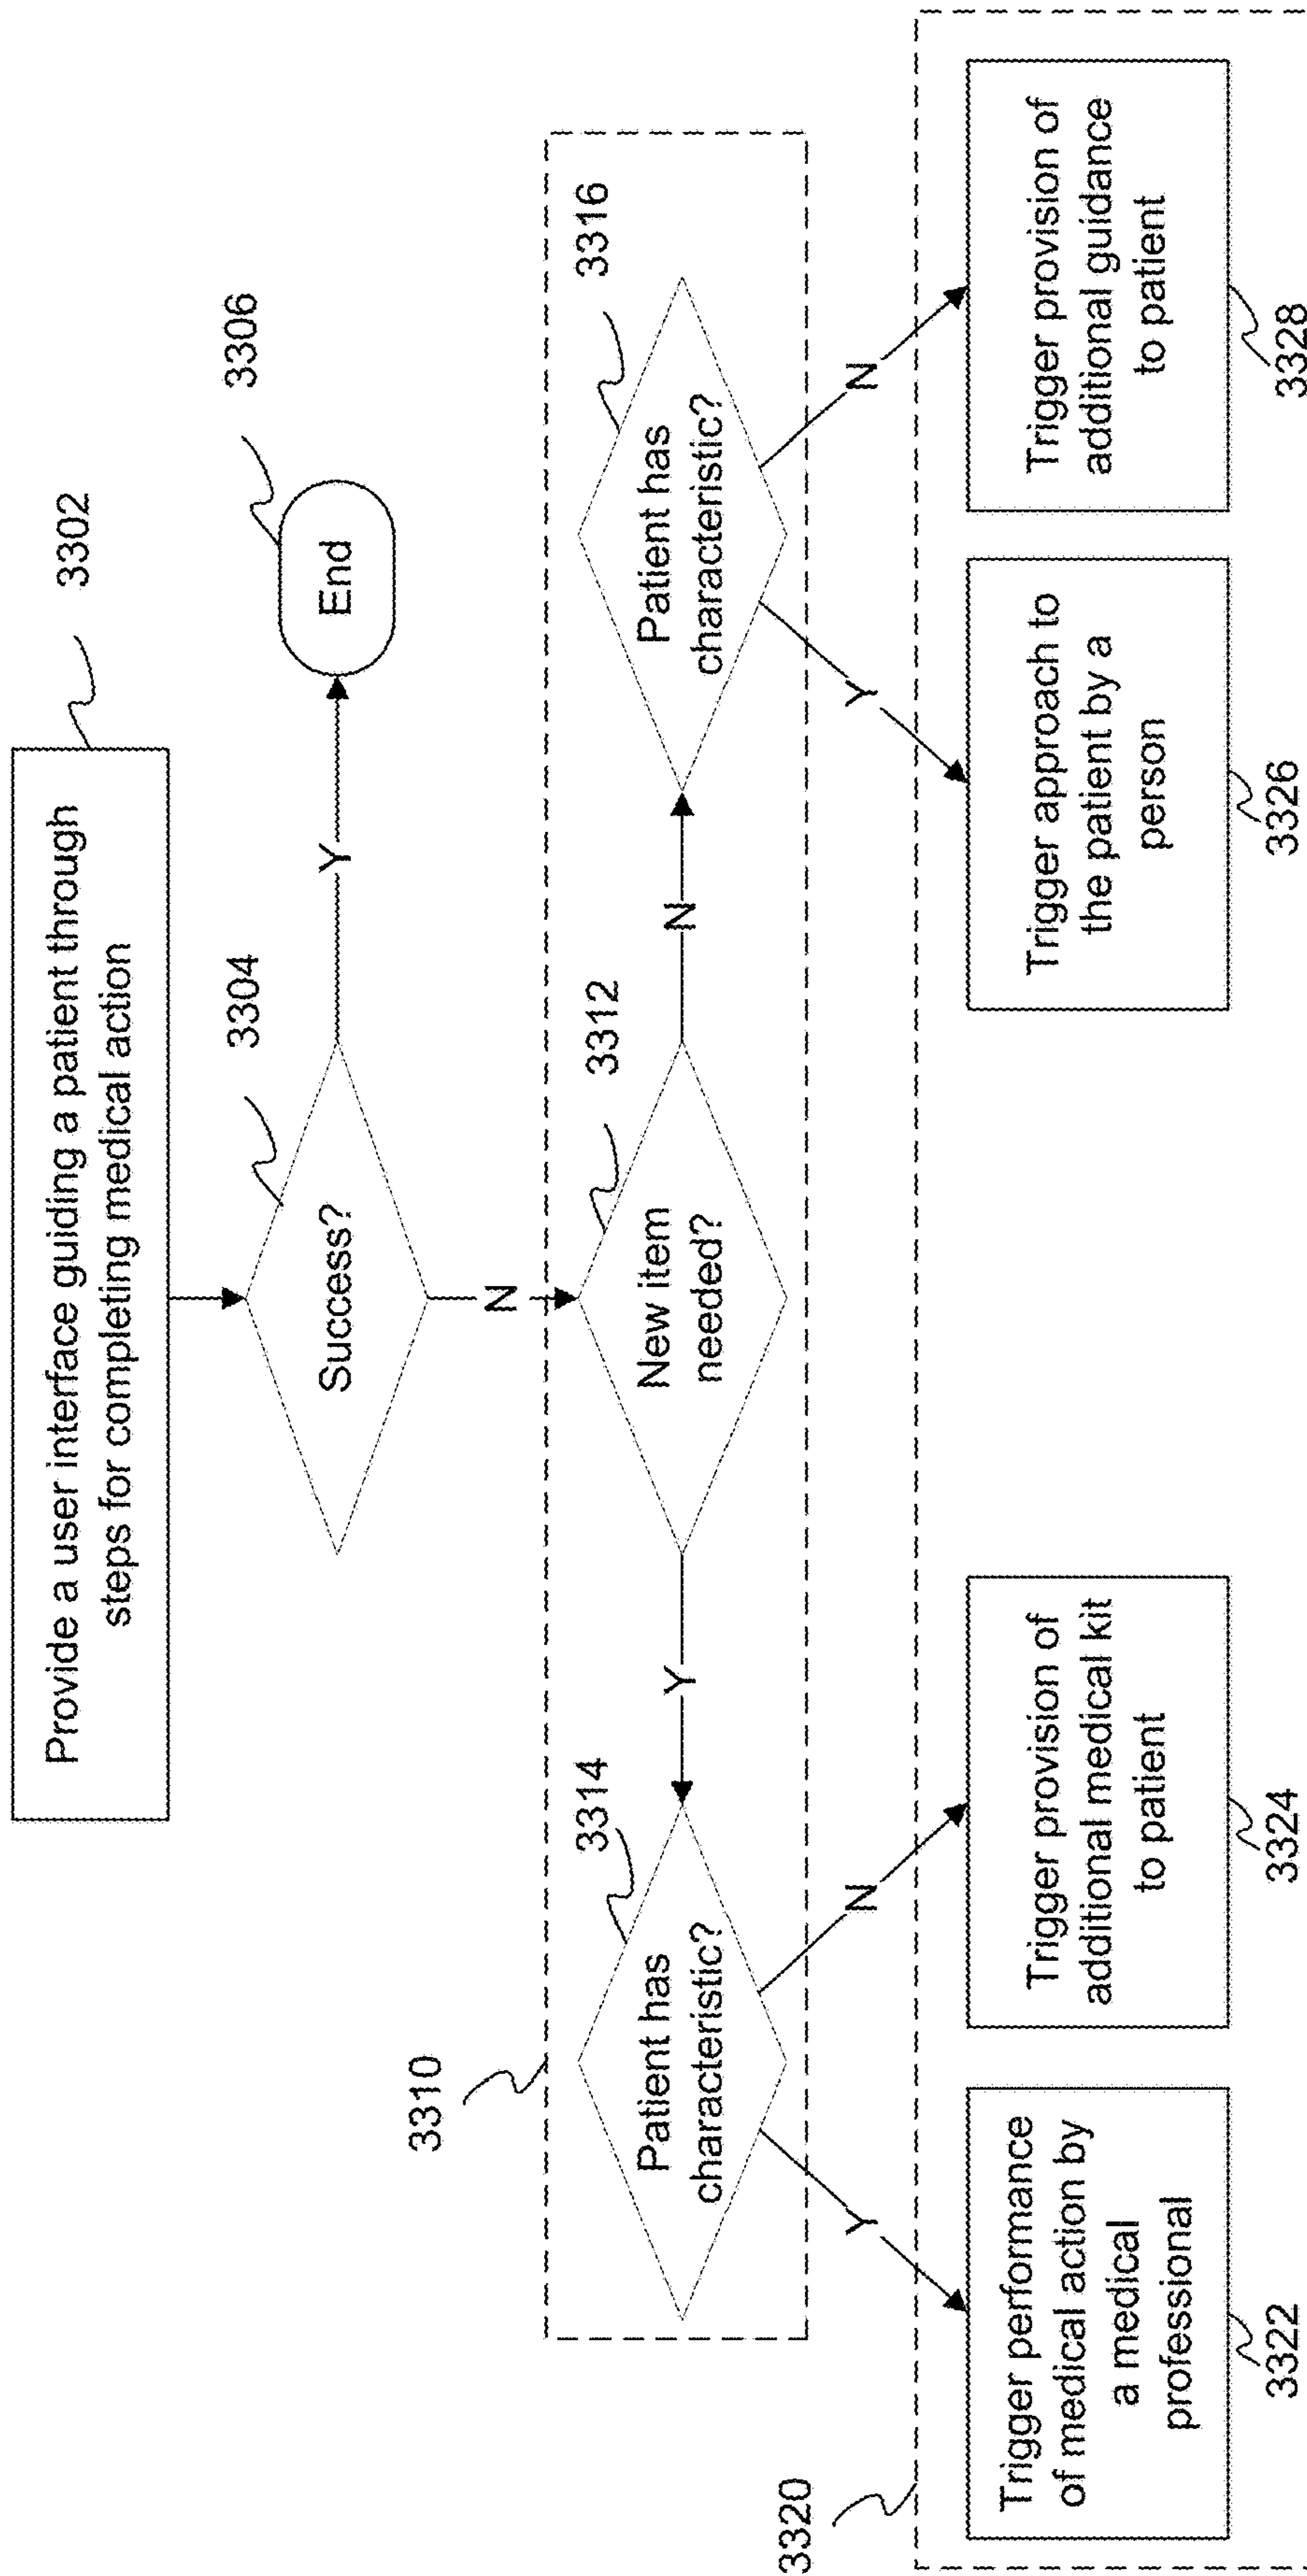 3302
Provide a user interface guiding a patient through
steps for completing medical action
3304
Success?
Y
3306
End
N
3310
3312
New item
needed?
Y
N
3314
Patient has
characteristic?
3316
Patient has
characteristic?
Y
N
Y
N
3320
Trigger performance
of medical action by
a medical
professional
3322
Trigger provision of
additional medical kit
to patient
3324
Trigger approach to
the patient by a
person
3326
Trigger provision of
additional guidance
to patient
3328